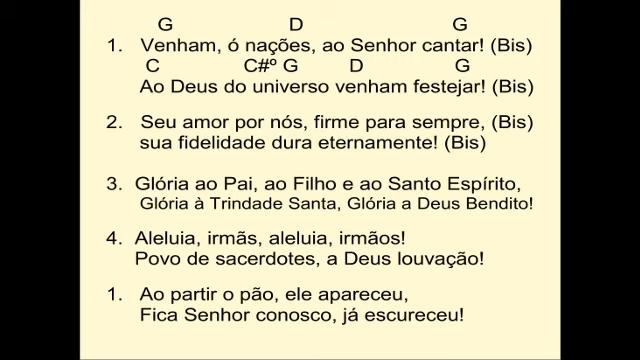 G D G
1. Venham, ó nações, ao Senhor cantar! (Bis)
C C#º G D G
Ao Deus do universo venham festejar! (Bis)
2. Seu amor por nós, firme para sempre, (Bis)
sua fidelidade dura eternamente! (Bis)
3. Glória ao Pai, ao Filho e ao Santo Espírito,
Glória à Trindade Santa, Glória a Deus Bendito!
4. Aleluia, irmãs, aleluia, irmãos!
Povo de sacerdotes, a Deus louvação!
1. Ao partir o pão, ele apareceu,
Fica Senhor conosco, já escureceu!